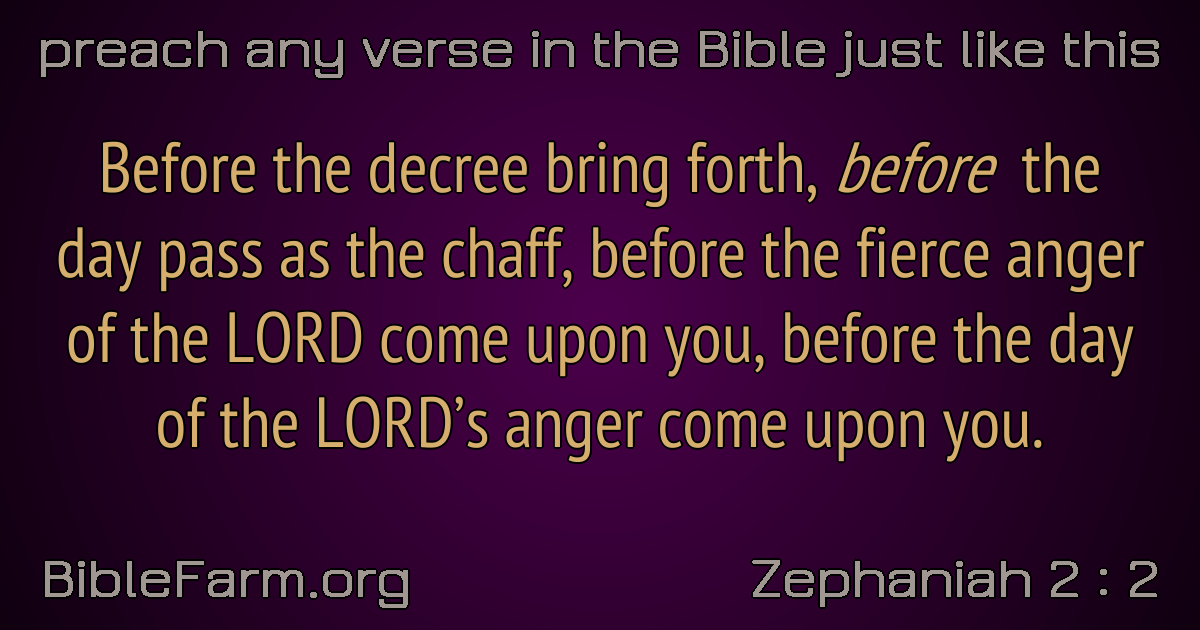 preach any verse in the Bible just like this
Before the decree bring forth, before the
day pass as the chaff, before the fierce anger
of the LORD come upon you, before the day
of the LORD’s anger come upon you.
BibleFarm.org
Zephaniah 2 : 2